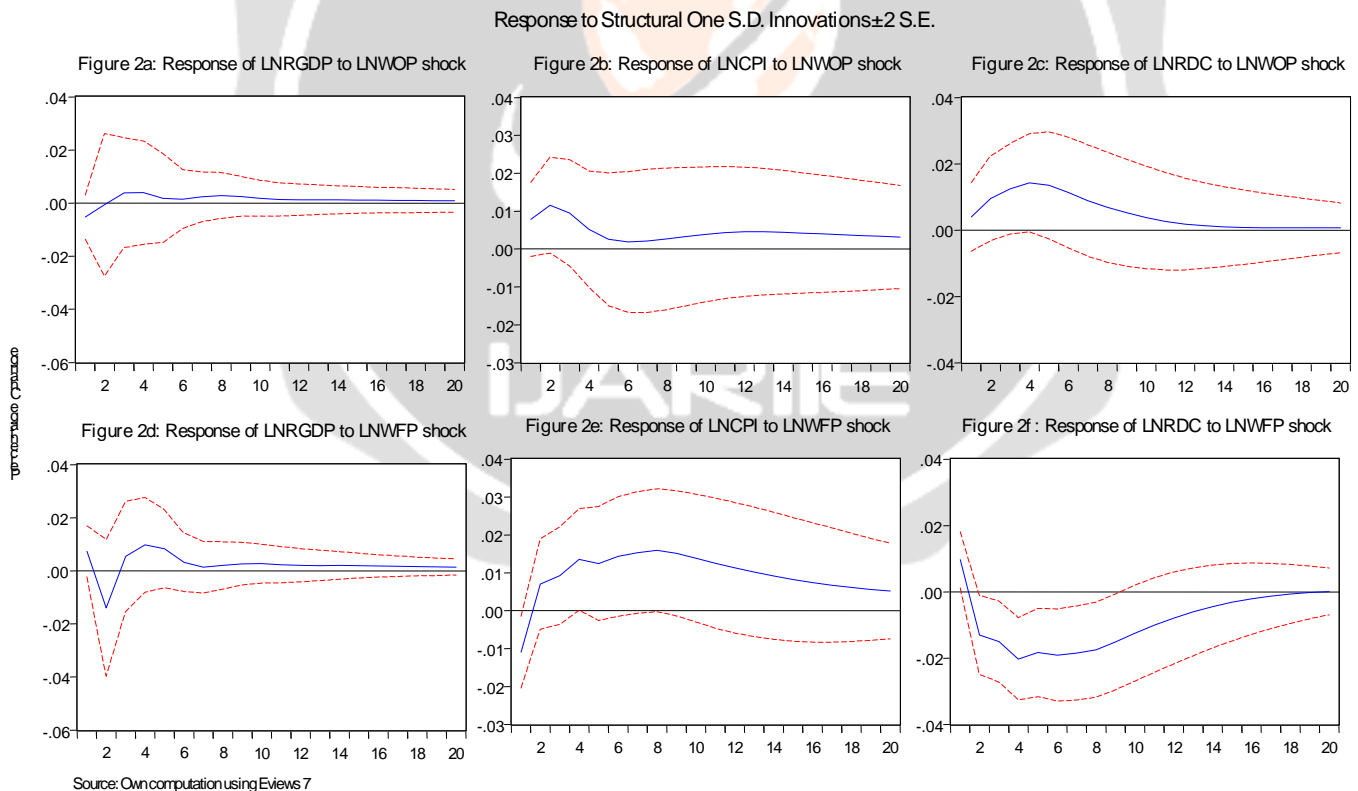 Response to Structural One S.D. Innovations±2 S.E.
Figure 2a: Response of LNRGDP to LNWOP shock
Figure 2b: Response of LNCPI to LNWOP shock
Figure 2c: Response of LNRDC to LNWOP shock
.04
.02
.00
-.02
-.04
-.06
2 4 6 8 10 12 14 16 18 20
.04
.03
.02
.01
.00
-.01
-.02
-.03
2 4 6 8 10 12 14 16 18 20
.04
.02
.00
-.02
-.04
2 4 6 8 10 12 14 16 18 20
IJARIIE
Figure 2d: Response of LNRGDP to LNWFP shock
Figure 2e: Response of LNCPI to LNWFP shock
Figure 2f : Response of LNRDC to LNWFP shock
.04
.02
.00
-.02
-.04
-.06
2 4 6 8 10 12 14 16 18 20
.04
.03
.02
.01
.00
-.01
-.02
-.03
2 4 6 8 10 12 14 16 18 20
.04
.02
.00
-.02
-.04
2 4 6 8 10 12 14 16 18 20
Source: Own computation using Eviews 7